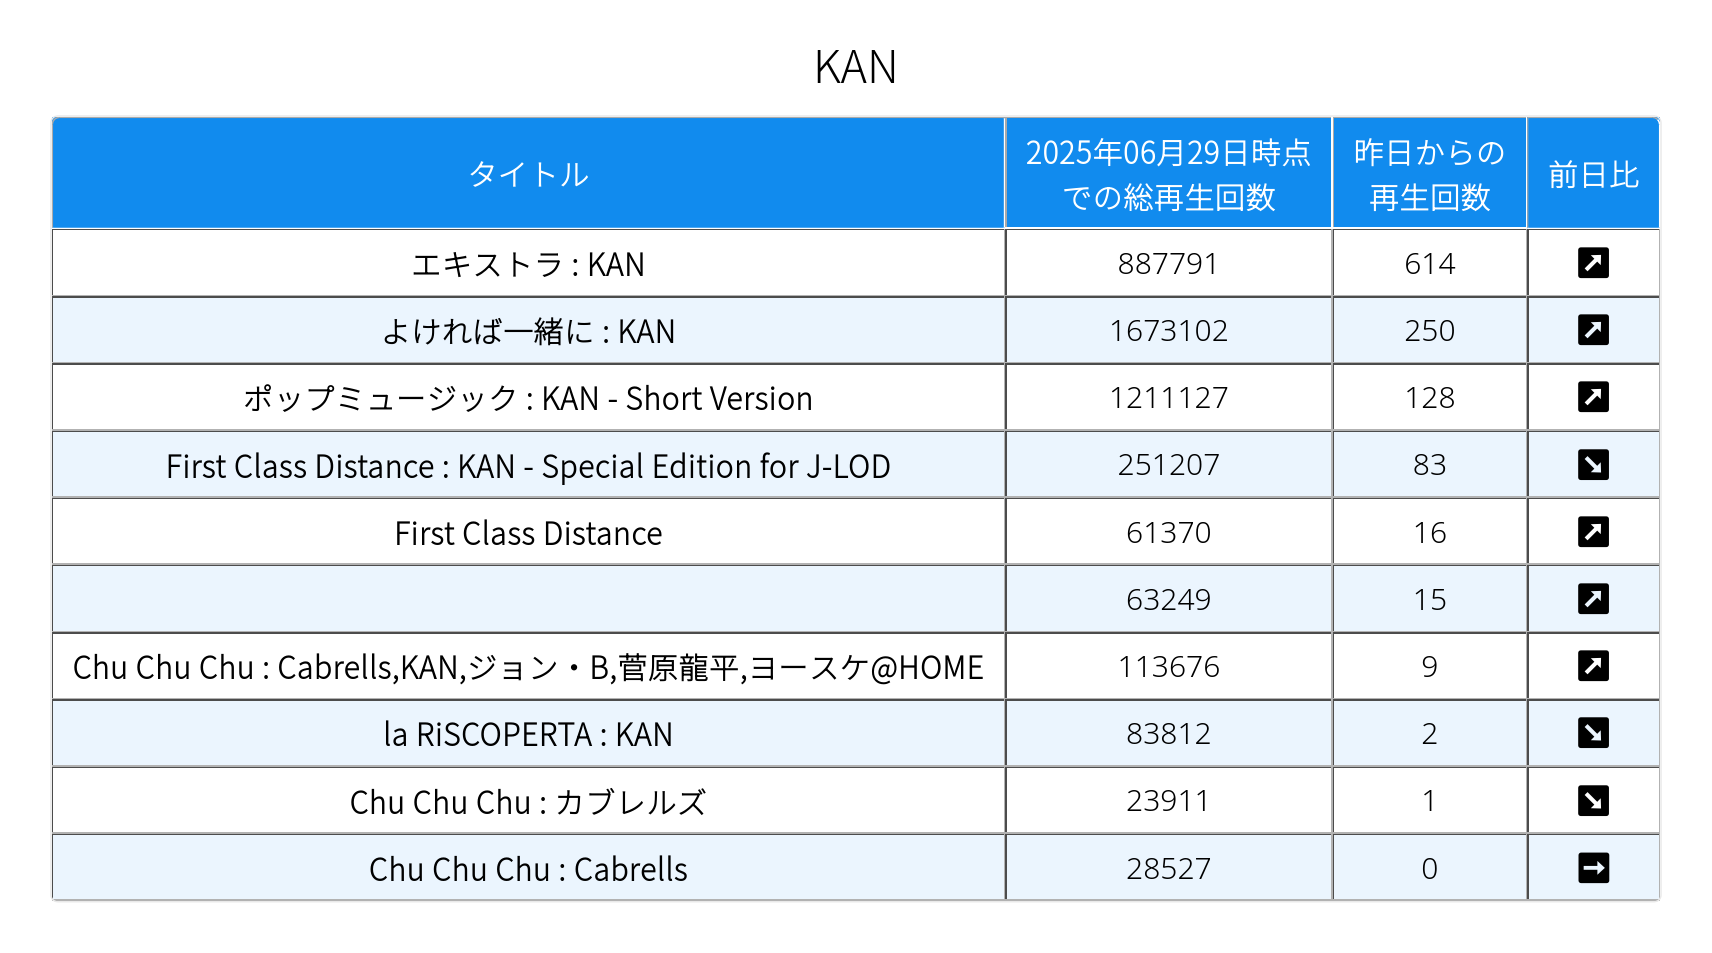 KAN
タイトル
2025年06月29日時点
での総再生回数
昨日からの
再生回数
前日比
エキストラ : KAN 887791 614
よければ一緒に : KAN 1673102 250
ポップミュージック : KAN - Short Version 1211127 128
First Class Distance : KAN - Special Edition for J-LOD 251207 83
First Class Distance 61370 16
63249 15
Chu Chu Chu : Cabrells,KAN,ジョン・B,菅原龍平,ヨースケ@HOME 113676 9
la RiSCOPERTA : KAN 83812 2
Chu Chu Chu : カブレルズ 23911 1
Chu Chu Chu : Cabrells 28527 0